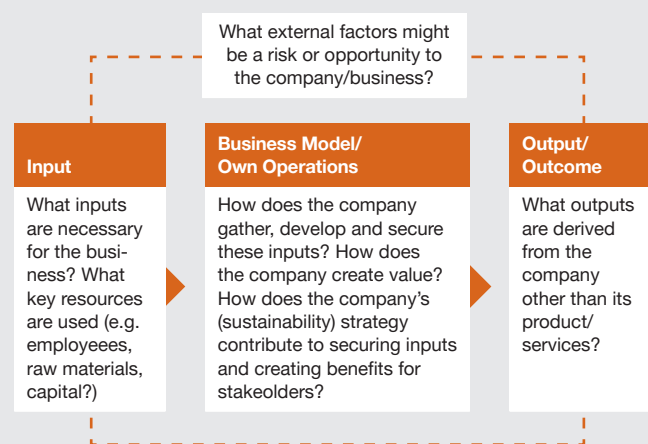 What external factors might
be a risk or opportunity to
the company/business?
Input
What inputs
are necessary
for the busi-
ness? What
key resources
are used (e.g.
employeees,
raw materials,
capital?)
Business Model/
Own Operations
How does the company
gather, develop and secure
these inputs? How does
the company create value?
How does the company's
(sustainability) strategy
contribute to securing inputs
and creating benefits for
stakeolders?
Output/
Outcome
What outputs
are derived
from the
company
other than its
product/
services?